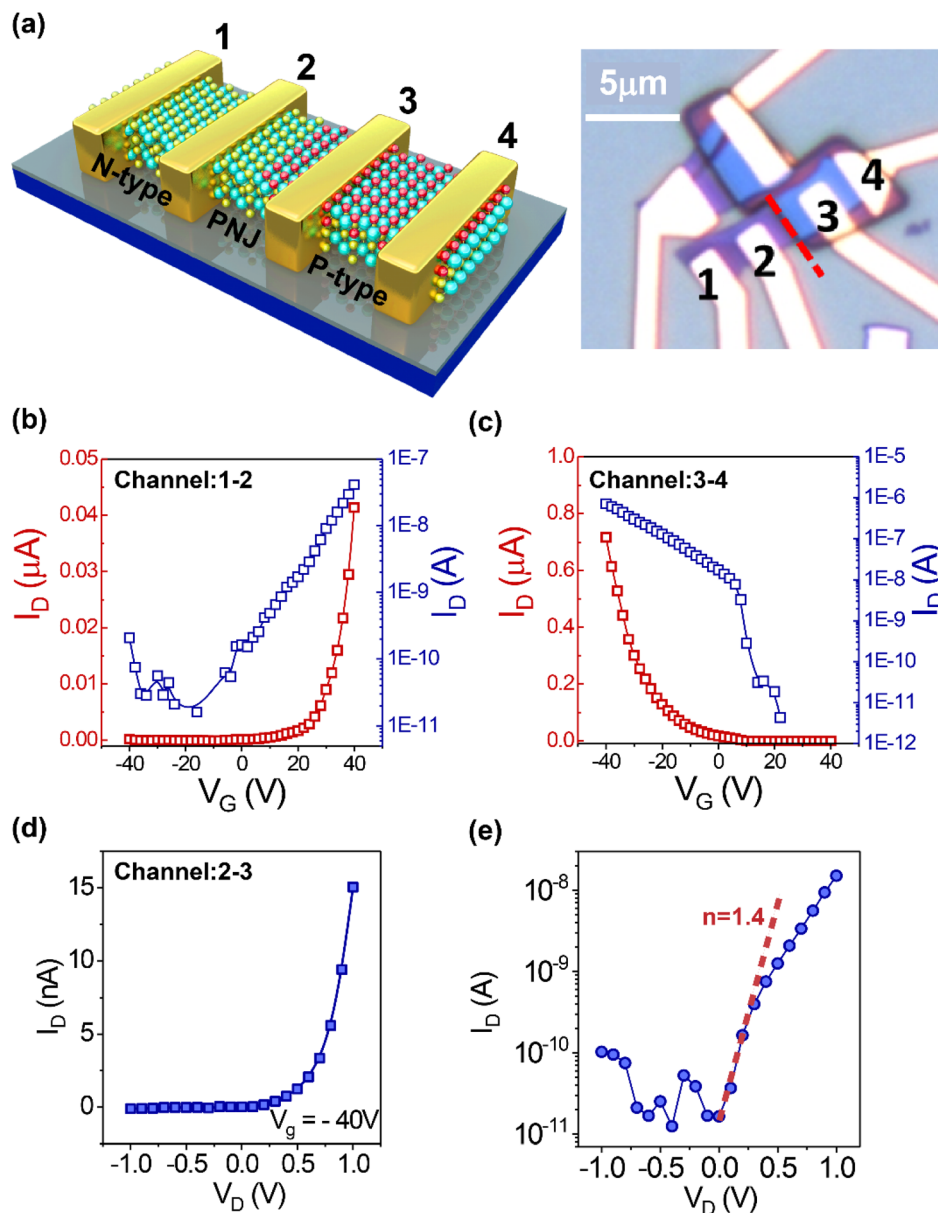 (a)
1
2
3
4
N-type
PNJ
P-type
5μm
1
2
3
4
(b)
Channel:1-2
0.05
0.04
0.03
0.02
0.01
0.00
I_D (μA)
1E-7
1E-8
1E-9
1E-10
1E-11
I_D (A)
-40 -20 0 20 40
V_G (V)
(c)
Channel:3-4
1.0
0.8
0.6
0.4
0.2
0.0
I_D (μA)
1E-5
1E-6
1E-7
1E-8
1E-9
1E-10
1E-11
1E-12
I_D (A)
-40 -20 0 20 40
V_G (V)
(d)
Channel:2-3
15
10
5
0
I_D (nA)
V_g = - 40V
-1.0 -0.5 0.0 0.5 1.0
V_D (V)
(e)
n=1.4
10^-8
10^-9
10^-10
10^-11
I_D (A)
-1.0 -0.5 0.0 0.5 1.0
V_D (V)